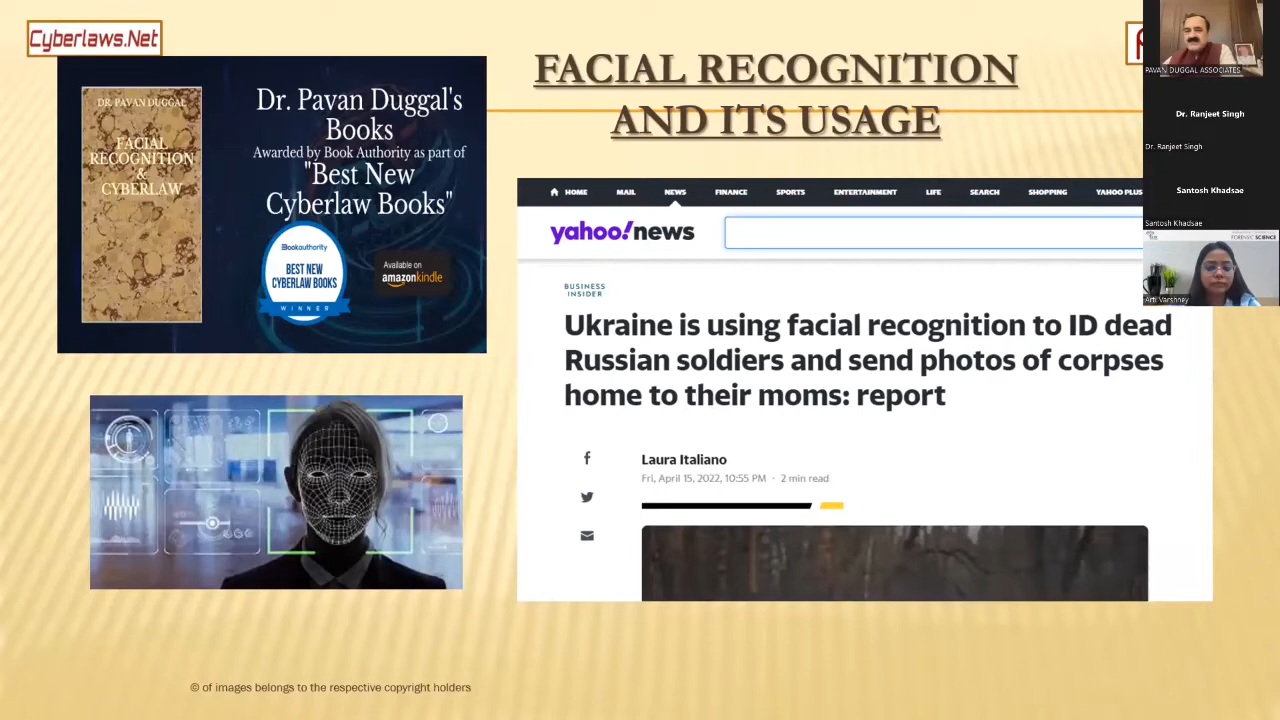 Cyberlaws.Net
FACIAL RECOGNITION
AND ITS USAGE
DR. PAVAN DUGGAL
FACIAL
RECOGNITION
&
CYBERLAW
Dr. Pavan Duggal's
Books
Awarded by Book Authority as part of
"Best New
Cyberlaw Books"
Bookauthority
BEST NEW
CYBERLAW BOOKS
WINNER
Available on
amazonkindle
HOME MAIL NEWS FINANCE SPORTS ENTERTAINMENT LIFE SEARCH SHOPPING YAHOO PLUS
yahoo!news
BUSINESS
INSIDER
Ukraine is using facial recognition to ID dead
Russian soldiers and send photos of corpses
home to their moms: report
Laura Italiano
Fri, April 15, 2022, 10:55 PM · 2 min read
© of images belongs to the respective copyright holders
PAVAN DUGGAL ASSOCIATES
Dr. Ranjeet Singh
Dr. Ranjeet Singh
Santosh Khadsae
Santosh Khadsae
FORENSIC SCIENCE
Arti Varshney